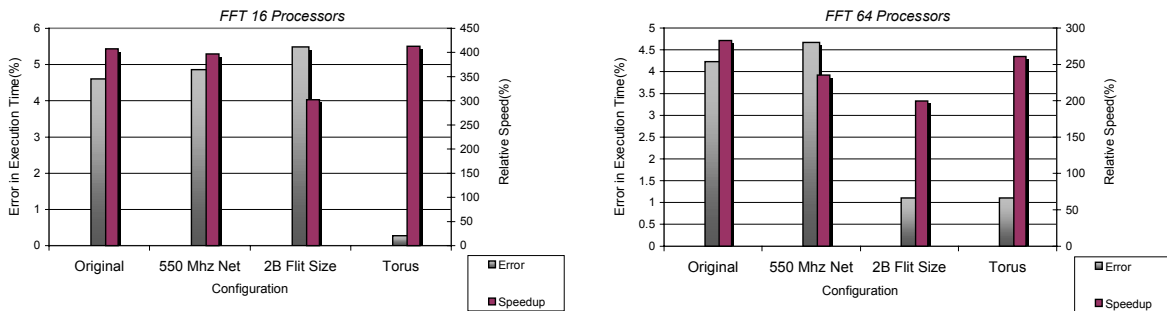 FFT 16 Processors
Error in Execution Time(%)
6
5
4
3
2
1
0
450
400
350
300
250
200
150
100
50
0
Relative Speed(%)
Original 550 Mhz Net 2B Flit Size Torus
Configuration
Error
Speedup
FFT 64 Processors
Error in Execution Time(%)
5
4.5
4
3.5
3
2.5
2
1.5
1
0.5
0
300
250
200
150
100
50
0
Relative Speed(%)
Original 550 Mhz Net 2B Flit Size Torus
Configuration
Error
Speedup